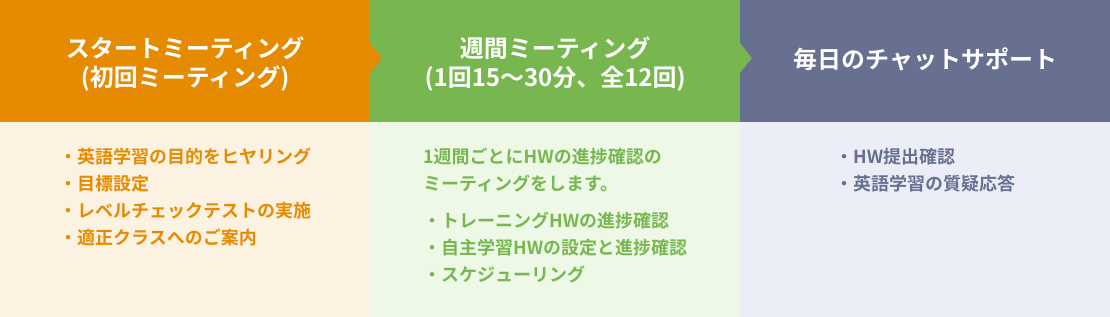 スタートミーティング
(初回ミーティング)
・英語学習の目的をヒヤリング
・目標設定
・レベルチェックテストの実施
・適正クラスへのご案内
週間ミーティング
(1回15〜30分、全12回)
1週間ごとにHWの進捗確認の
ミーティングをします。
・トレーニングHWの進捗確認
・自主学習HWの設定と進捗確認
・スケジューリング
毎日のチャットサポート
・HW提出確認
・英語学習の質疑応答